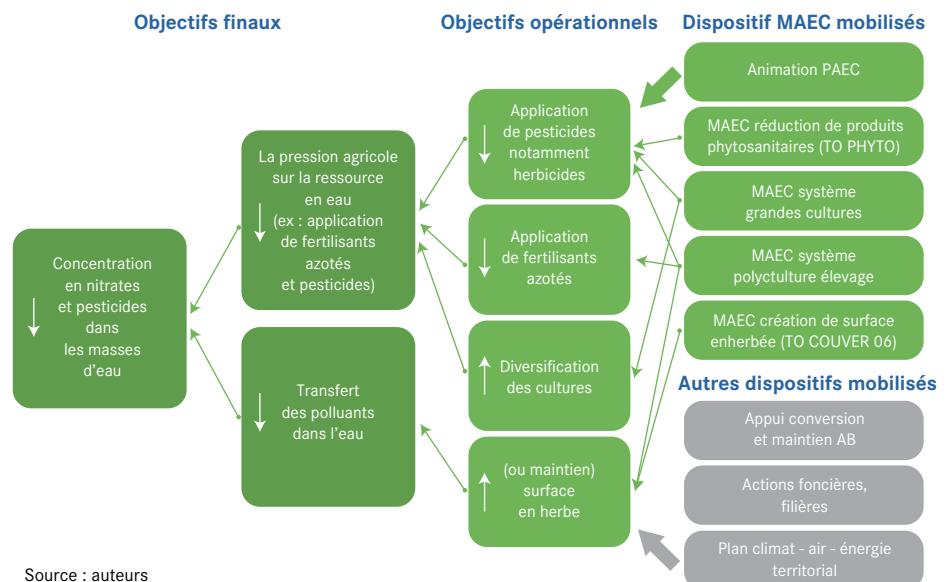 Objectifs finaux
Objectifs opérationnels
Dispositif MAEC mobilisés
Concentration
en nitrates
et pesticides
dans
les masses
d'eau
La pression agricole
sur la ressource
en eau
(ex : application
de fertilisants
azotés
et pesticides)
Transfert
des polluants
dans l'eau
Application
de pesticides
notamment
herbicides
Application
de fertilisants
azotés
Diversification
des cultures
(ou maintien)
surface
en herbe
Animation PAEC
MAEC réduction de produits
phytosanitaires (TO PHYTO)
MAEC système
grandes cultures
MAEC système
polyculture élevage
MAEC création de surface
enherbée (TO COUVER 06)
Autres dispositifs mobilisés
Appui conversion
et maintien AB
Actions foncières,
filières
Plan climat - air - énergie
territorial
Source : auteurs